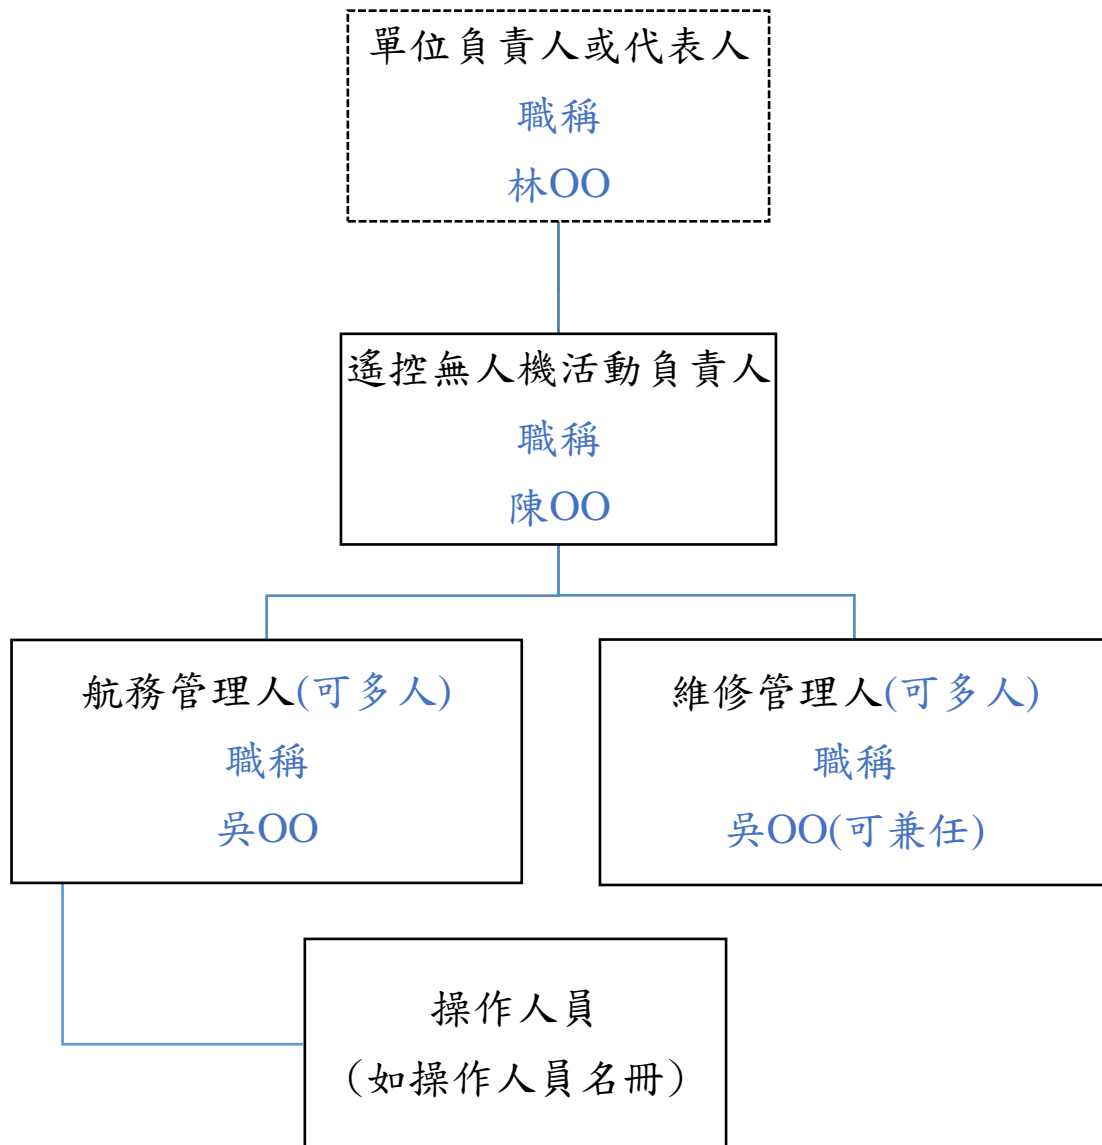 單位負責人或代表人
職稱
林OO
遙控無人機活動負責人
職稱
陳OO
航務管理人(可多人)
職稱
吳OO
維修管理人(可多人)
職稱
吳OO(可兼任)
操作人員
（如操作人員名冊）